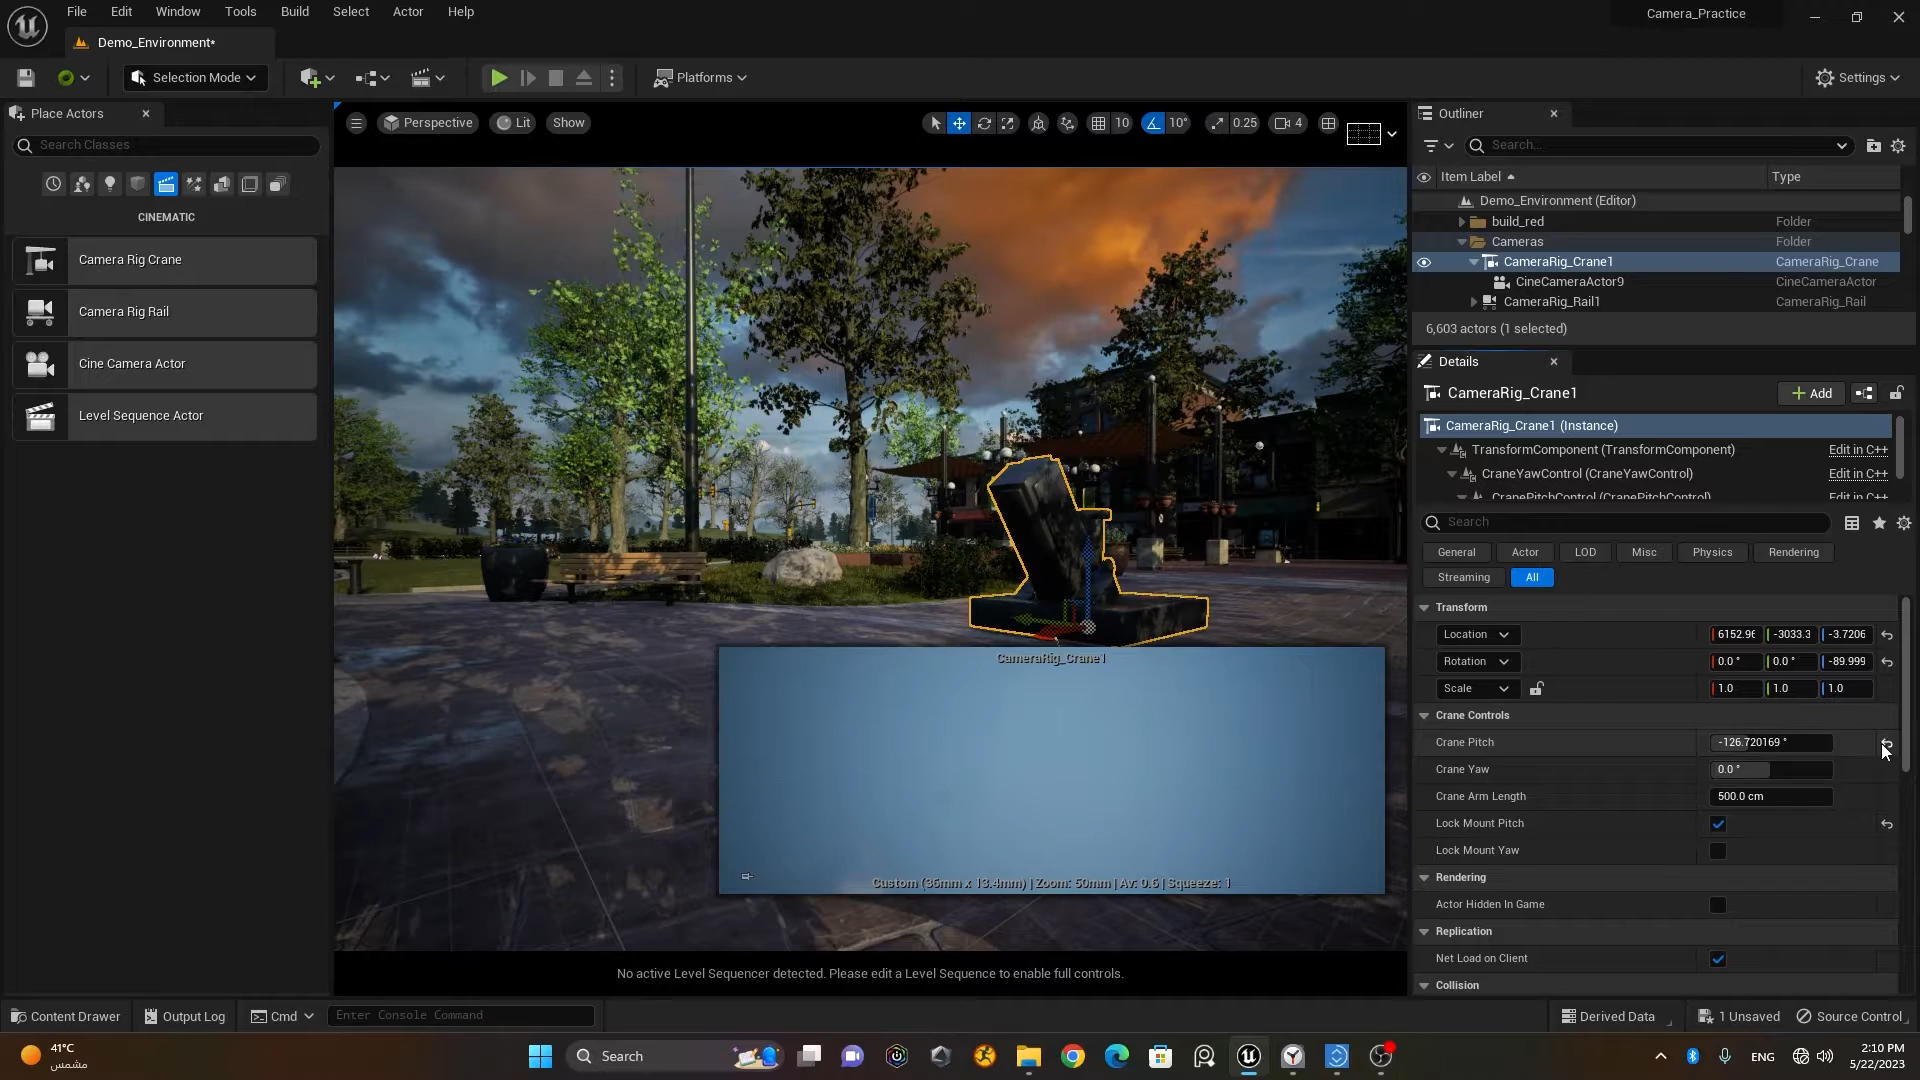 File Edit Window Tools Build Select Actor Help
Camera_Practice
Demo_Environment*
Selection Mode
Platforms
Settings
Place Actors
Search Classes
CINEMATIC
Camera Rig Crane
Camera Rig Rail
Cine Camera Actor
Level Sequence Actor
Perspective Lit Show
10 10° 0.25 4
CameraRig_Crane1
Custom (36mm x 13.4mm) | Zoom: 50mm | Av: 0.6 | Squeeze: 1
No active Level Sequencer detected. Please edit a Level Sequence to enable full controls.
Outliner
Search...
Item Label Type
Demo_Environment (Editor)
build_red Folder
Cameras Folder
CameraRig_Crane1 CameraRig_Crane
CineCameraActor9 CineCameraActor
CameraRig_Rail1 CameraRig_Rail
6,603 actors (1 selected)
Details
CameraRig_Crane1
Add
CameraRig_Crane1 (Instance)
TransformComponent (TransformComponent) Edit in C++
CraneYawControl (CraneYawControl) Edit in C++
CranePitchControl (CranePitchControl) Edit in C++
Search
General Actor LOD Misc Physics Rendering
Streaming All
Transform
Location 6152.96 -3033.3 -3.7206
Rotation 0.0 ° 0.0 ° -89.999
Scale 1.0 1.0 1.0
Crane Controls
Crane Pitch -126.720169 °
Crane Yaw 0.0 °
Crane Arm Length 500.0 cm
Lock Mount Pitch
Lock Mount Yaw
Rendering
Actor Hidden In Game
Replication
Net Load on Client
Collision
Content Drawer Output Log Cmd Enter Console Command
Derived Data 1 Unsaved Source Control
41°C
مشمس
Search
ENG
2:10 PM
5/22/2023